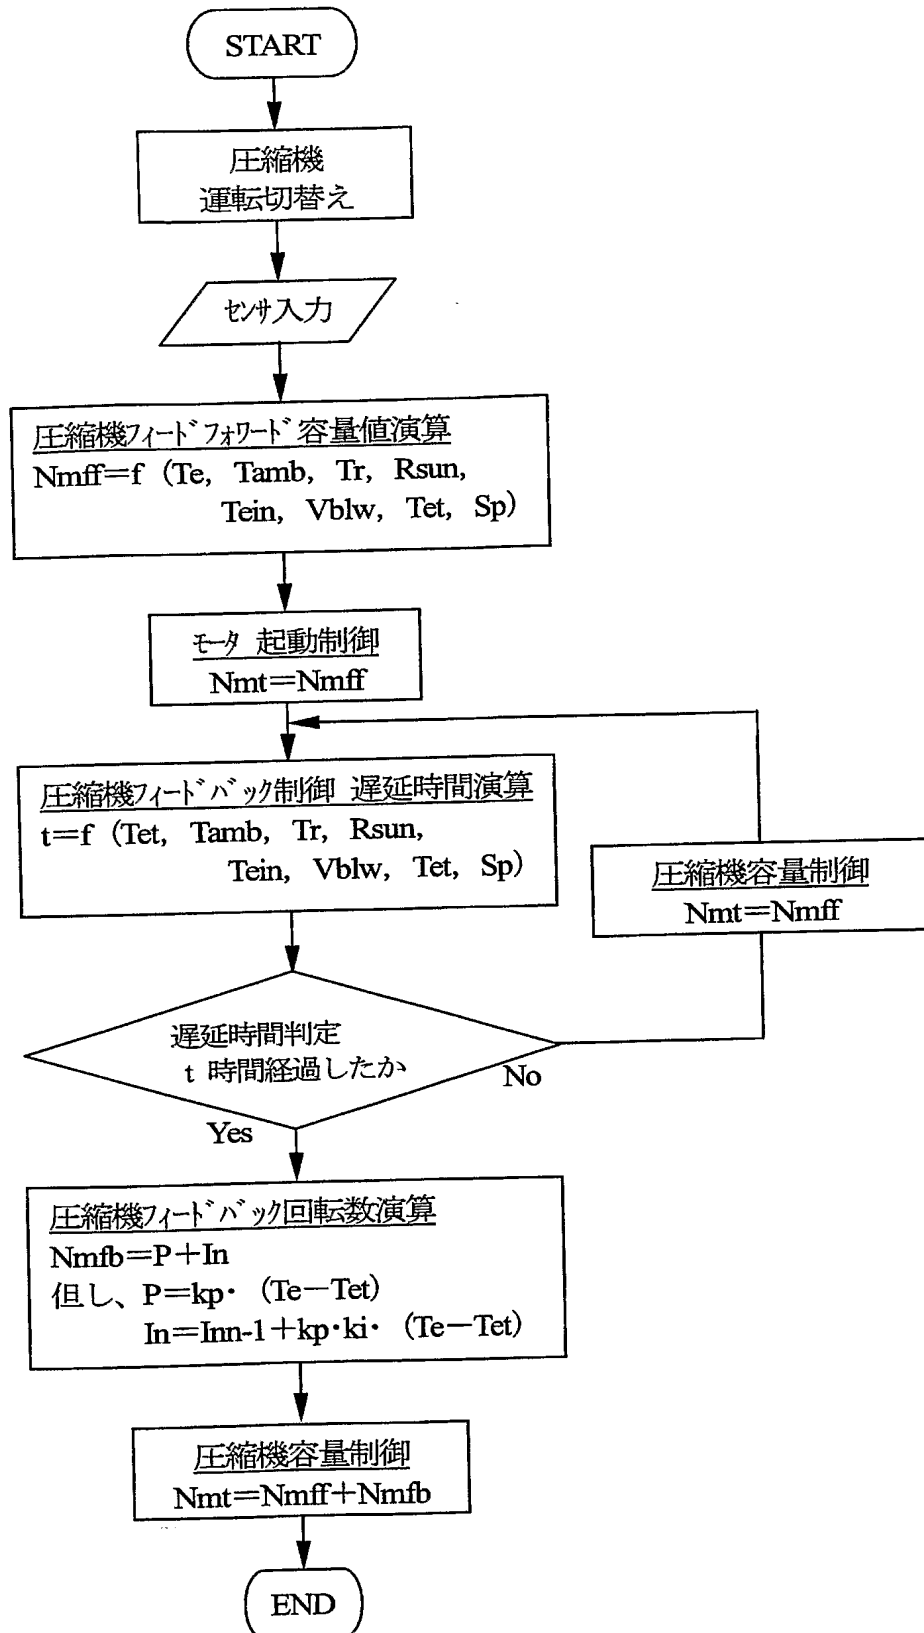 START
圧縮機
運転切替え
センサ入力
圧縮機フィードフォワード容量値演算
Nmff=f (Te, Tamb, Tr, Rsun,
Tein, Vblw, Tet, Sp)
モータ 起動制御
Nmt=Nmff
圧縮機フィードバック制御 遅延時間演算
t=f (Tet, Tamb, Tr, Rsun,
Tein, Vblw, Tet, Sp)
圧縮機容量制御
Nmt=Nmff
遅延時間判定
t 時間経過したか
No
Yes
圧縮機フィードバック回転数演算
Nmfb=P+In
但し、P=kp・(Te-Tet)
In=Inn-1+kp・ki・(Te-Tet)
圧縮機容量制御
Nmt=Nmff+Nmfb
END